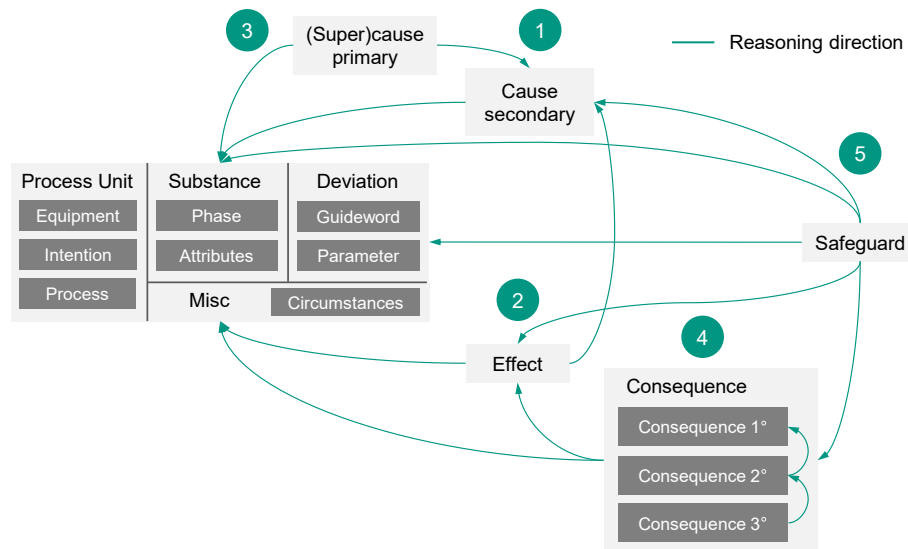 3
(Super)cause
primary
1
Reasoning direction
Cause
secondary
5
Process Unit
Equipment
Intention
Process
Substance
Phase
Attributes
Deviation
Guideword
Parameter
Misc
Circumstances
Safeguard
2
Effect
4
Consequence
Consequence 1°
Consequence 2°
Consequence 3°